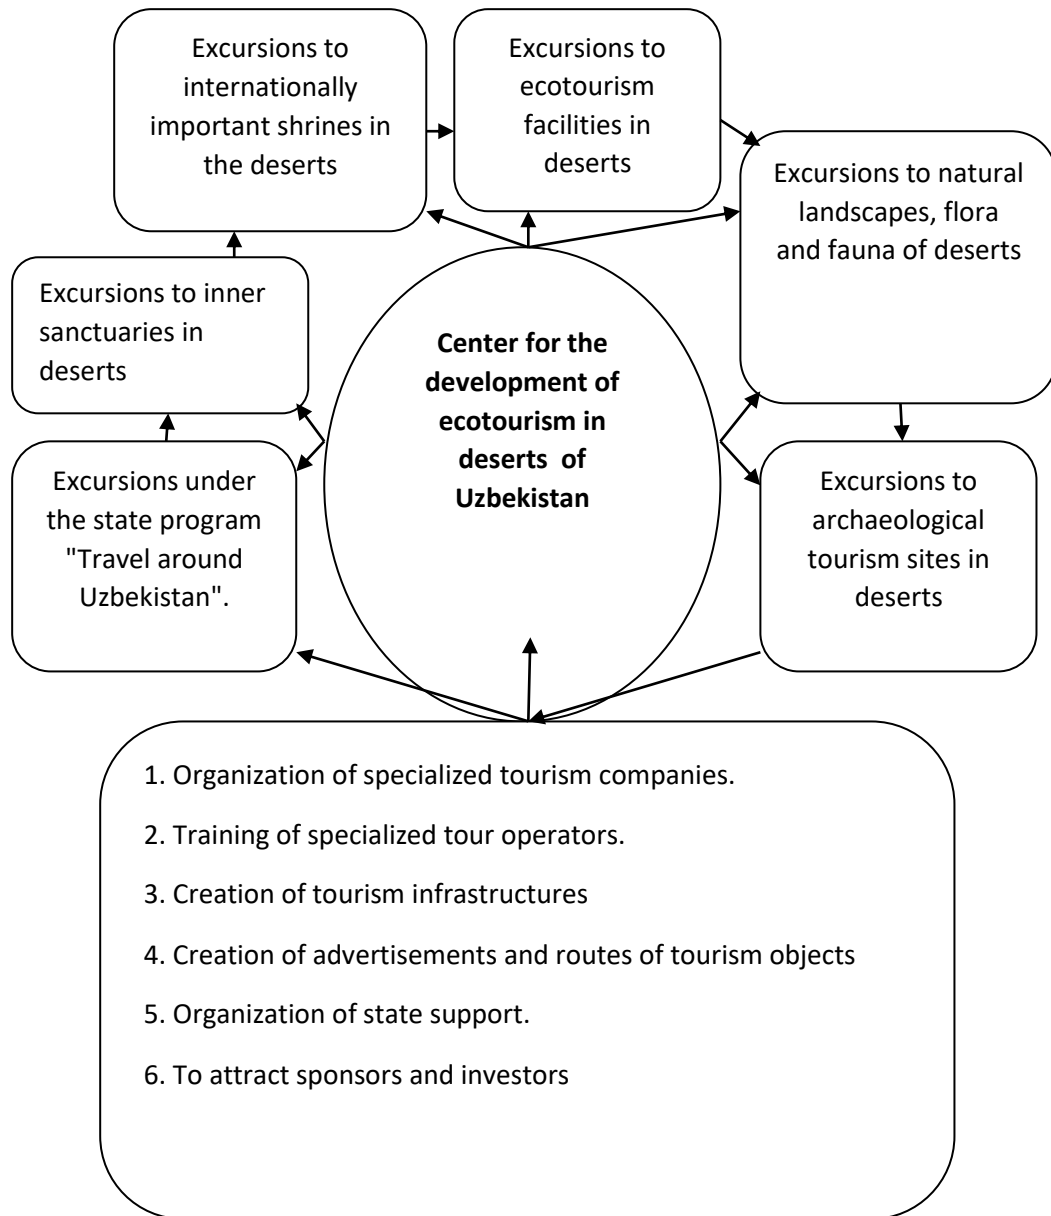 Excursions to
internationally
important shrines in
the deserts
Excursions to
ecotourism
facilities in
deserts
Excursions to natural
landscapes, flora
and fauna of deserts
Excursions to inner
sanctuaries in
deserts
Center for the
development of
ecotourism in
deserts of
Uzbekistan
Excursions under
the state program
"Travel around
Uzbekistan".
Excursions to
archaeological
tourism sites in
deserts
1. Organization of specialized tourism companies.
2. Training of specialized tour operators.
3. Creation of tourism infrastructures
4. Creation of advertisements and routes of tourism objects
5. Organization of state support.
6. To attract sponsors and investors